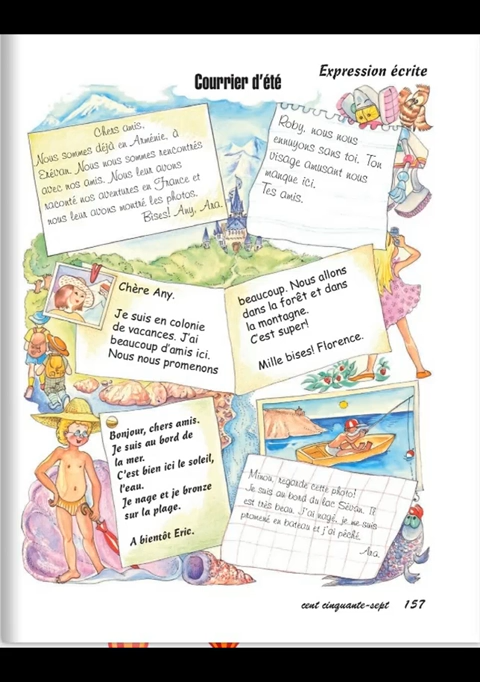 Expression écrite
Courrier d'été
Chers amis,
Nous sommes déjà en Arménie, à
Erévan. Nous nous sommes rencontrés
avec nos amis. Nous leur avons
raconté nos aventures en France et
nous leur avons montré les photos.
Bises! Any, Ara.
Roby, nous nous
ennuyons sans toi. Ton
visage amusant nous
manque ici.
Tes amis.
Chère Any.
Je suis en colonie
de vacances. J'ai
beaucoup d'amis ici.
Nous nous promenons
beaucoup. Nous allons
dans la forêt et dans
la montagne.
C'est super!
Mille bises! Florence.
Bonjour, chers amis.
Je suis au bord de
la mer.
C'est bien ici le soleil,
l'eau.
Je nage et je bronze
sur la plage.
A bientôt Eric.
Minou, regarde cette photo!
Je suis au bord du lac Sévan. Il
est très beau. J'ai nagé, je me suis
promené en bateau et j'ai pêché.
Ara.
cent cinquante-sept 157